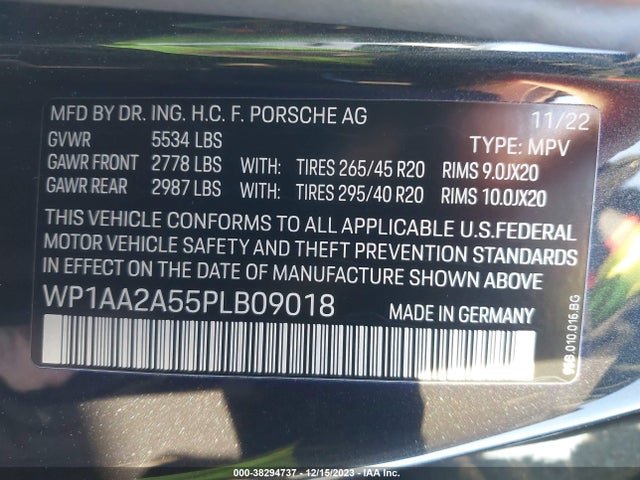 MFD BY DR. ING. H.C. F. PORSCHE AG 11/22
GVWR 5534 LBS TYPE: MPV
GAWR FRONT 2778 LBS WITH: TIRES 265/45 R20 RIMS 9.0JX20
GAWR REAR 2987 LBS WITH: TIRES 295/40 R20 RIMS 10.0JX20
THIS VEHICLE CONFORMS TO ALL APPLICABLE U.S.FEDERAL
MOTOR VEHICLE SAFETY AND THEFT PREVENTION STANDARDS
IN EFFECT ON THE DATE OF MANUFACTURE SHOWN ABOVE
WP1AA2A55PLB09018 MADE IN GERMANY
000-38294737 - 12/15/2023 - IAA Inc.